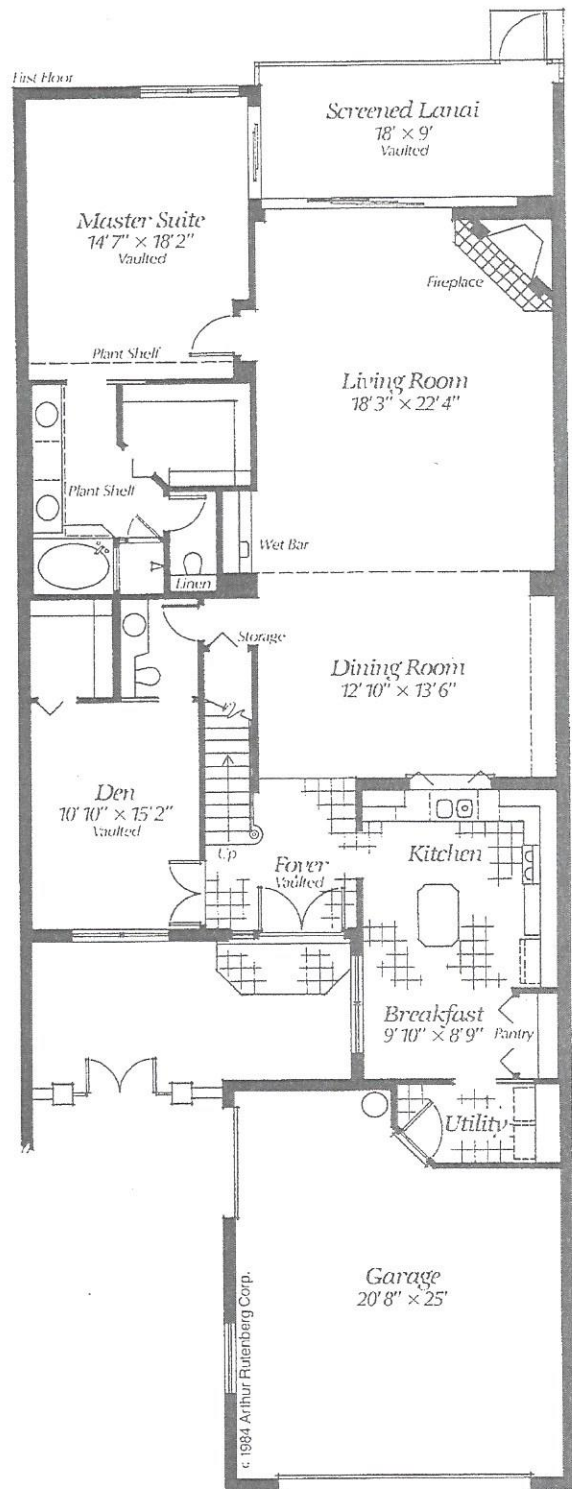 First Floor
Screened Lanai
18' × 9'
Vaulted
Master Suite
14'7" × 18'2"
Vaulted
Fireplace
Plant Shelf
Living Room
18'3" × 22'4"
Plant Shelf
Wet Bar
Linen
Storage
Dining Room
12'10" × 13'6"
Den
10'10" × 15'2"
Vaulted
Up
Foyer
Vaulted
Kitchen
Breakfast
9'10" × 8'9"
Pantry
Utility
Garage
20'8" × 25'
c 1984 Arthur Rutenberg Corp.